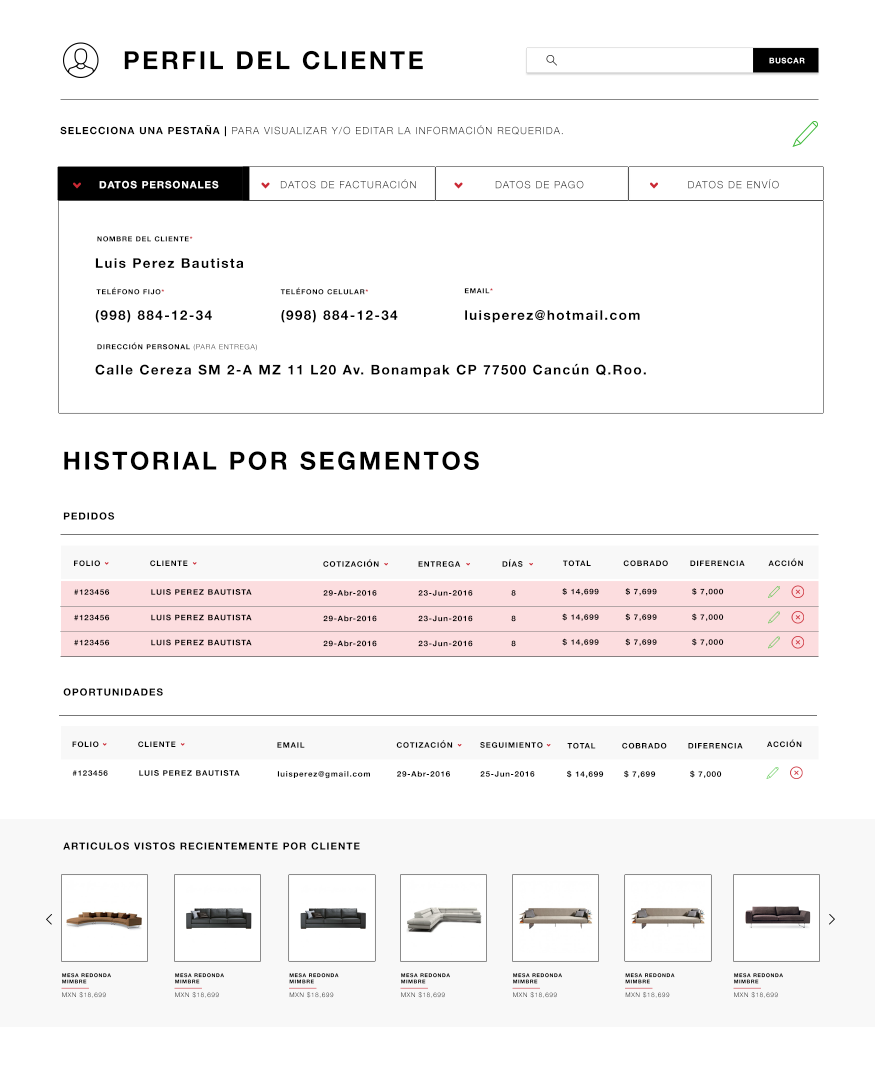 PERFIL DEL CLIENTE
BUSCAR
SELECCIONA UNA PESTAÑA | PARA VISUALIZAR Y/O EDITAR LA INFORMACIÓN REQUERIDA.
DATOS PERSONALES DATOS DE FACTURACIÓN DATOS DE PAGO DATOS DE ENVÍO
NOMBRE DEL CLIENTE*
Luis Perez Bautista
TELÉFONO FIJO* TELÉFONO CELULAR* EMAIL*
(998) 884-12-34 (998) 884-12-34 luisperez@hotmail.com
DIRECCIÓN PERSONAL (PARA ENTREGA)
Calle Cereza SM 2-A MZ 11 L20 Av. Bonampak CP 77500 Cancún Q.Roo.
HISTORIAL POR SEGMENTOS
PEDIDOS
FOLIO CLIENTE COTIZACIÓN ENTREGA DÍAS TOTAL COBRADO DIFERENCIA ACCIÓN
#123456 LUIS PEREZ BAUTISTA 29-Abr-2016 23-Jun-2016 8 $ 14,699 $ 7,699 $ 7,000
#123456 LUIS PEREZ BAUTISTA 29-Abr-2016 23-Jun-2016 8 $ 14,699 $ 7,699 $ 7,000
#123456 LUIS PEREZ BAUTISTA 29-Abr-2016 23-Jun-2016 8 $ 14,699 $ 7,699 $ 7,000
OPORTUNIDADES
FOLIO CLIENTE EMAIL COTIZACIÓN SEGUIMIENTO TOTAL COBRADO DIFERENCIA ACCIÓN
#123456 LUIS PEREZ BAUTISTA luisperez@gmail.com 29-Abr-2016 25-Jun-2016 $ 14,699 $ 7,699 $ 7,000
ARTICULOS VISTOS RECIENTEMENTE POR CLIENTE
MESA REDONDA MESA REDONDA MESA REDONDA MESA REDONDA MESA REDONDA MESA REDONDA MESA REDONDA
MIMBRE MIMBRE MIMBRE MIMBRE MIMBRE MIMBRE MIMBRE
MXN $18,699 MXN $18,699 MXN $18,699 MXN $18,699 MXN $18,699 MXN $18,699 MXN $18,699